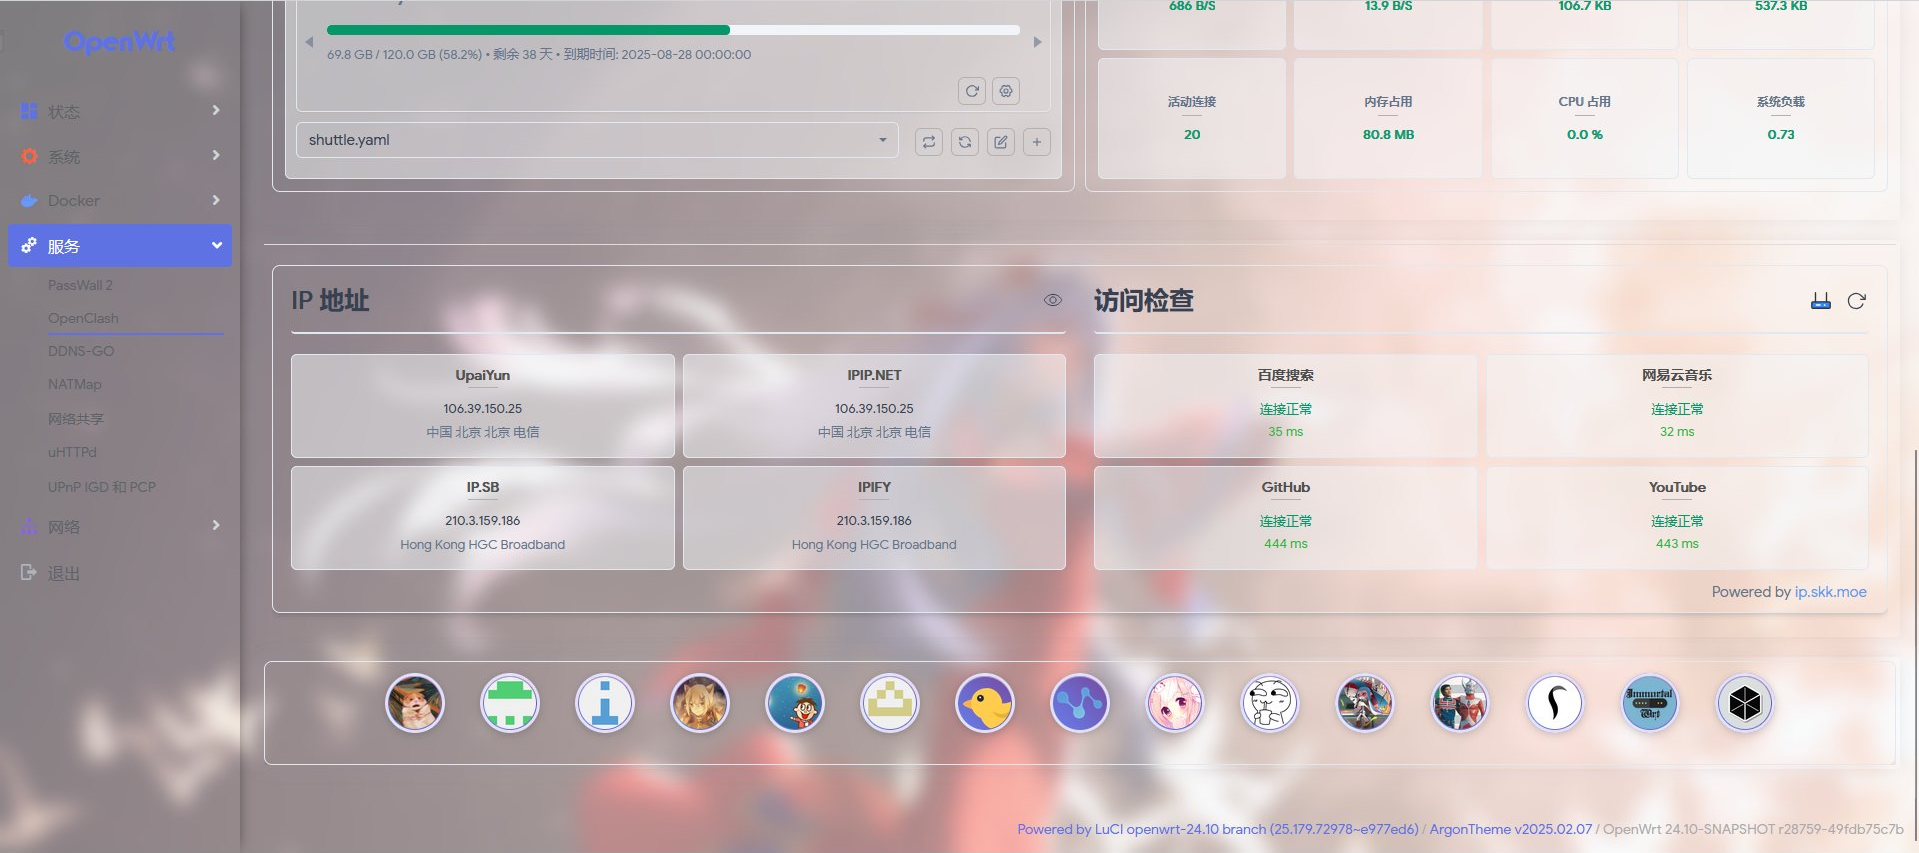 OpenWrt
状态
系统
Docker
服务
PassWall 2
OpenClash
DDNS-GO
NATMap
网络共享
uHTTPd
UPnP IGD 和 PCP
网络
退出
69.8 GB / 120.0 GB (58.2%) • 剩余 38 天 • 到期时间: 2025-08-28 00:00:00
shuttle.yaml
686 B/S
13.9 B/S
106.7 KB
537.3 KB
活动连接
20
内存占用
80.8 MB
CPU 占用
0.0 %
系统负载
0.73
IP 地址
UpaiYun
106.39.150.25
中国 北京 北京 电信
IPIP.NET
106.39.150.25
中国 北京 北京 电信
IP.SB
210.3.159.186
Hong Kong HGC Broadband
IPIFY
210.3.159.186
Hong Kong HGC Broadband
访问检查
百度搜索
连接正常
35 ms
网易云音乐
连接正常
32 ms
GitHub
连接正常
444 ms
YouTube
连接正常
443 ms
Powered by ip.skk.moe
Immortal
Wrt
Powered by LuCI openwrt-24.10 branch (25.179.72978~e977ed6) / ArgonTheme v2025.02.07 / OpenWrt 24.10-SNAPSHOT r28759-49fdb75c7b